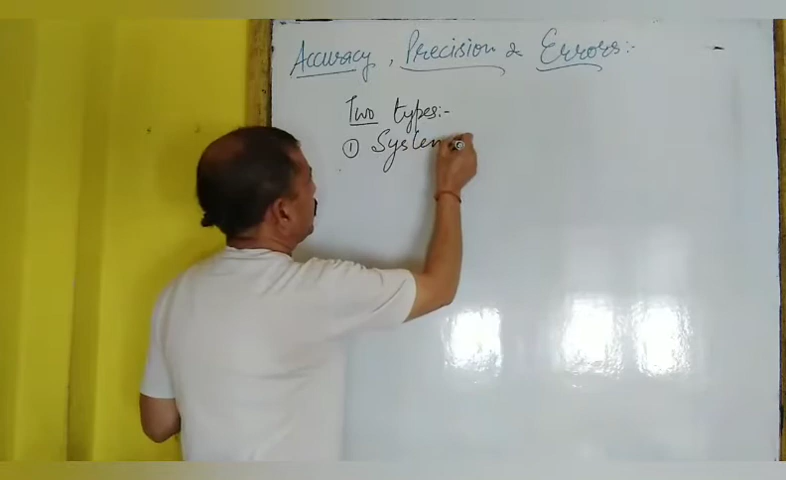 Accuracy, Precision & Errors:-
Two types:-
① System